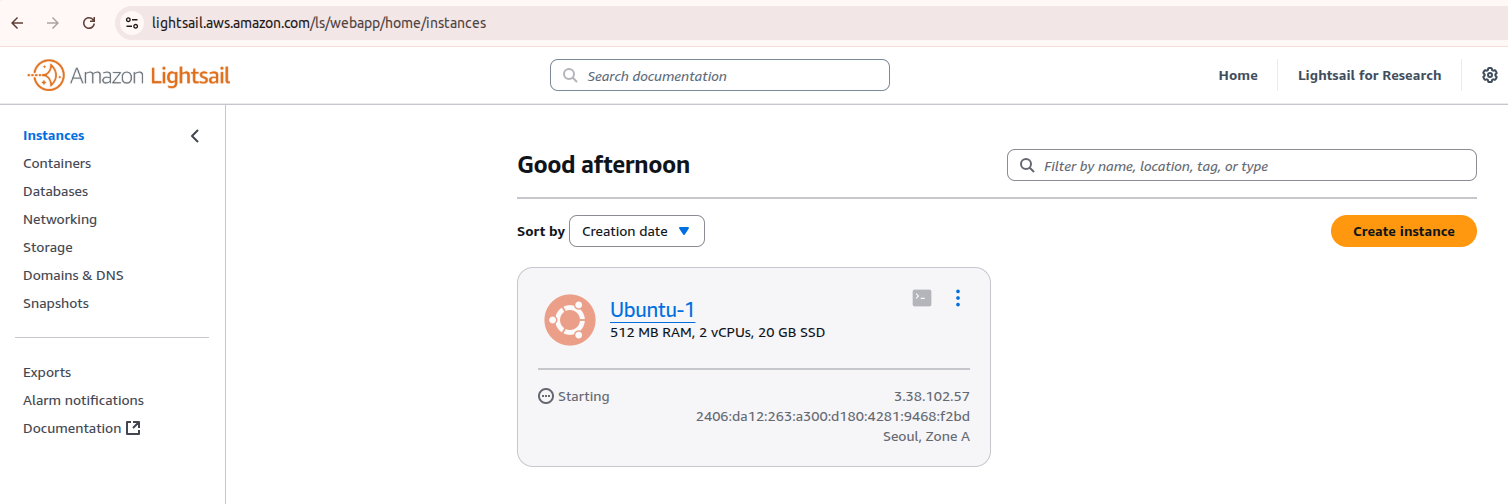 lightsail.aws.amazon.com/ls/webapp/home/instances
Amazon Lightsail
Search documentation
Home
Lightsail for Research
Instances
Containers
Databases
Networking
Storage
Domains & DNS
Snapshots
Exports
Alarm notifications
Documentation
Good afternoon
Filter by name, location, tag, or type
Sort by
Creation date
Create instance
Ubuntu-1
512 MB RAM, 2 vCPUs, 20 GB SSD
Starting
3.38.102.57
2406:da12:263:a300:d180:4281:9468:f2bd
Seoul, Zone A